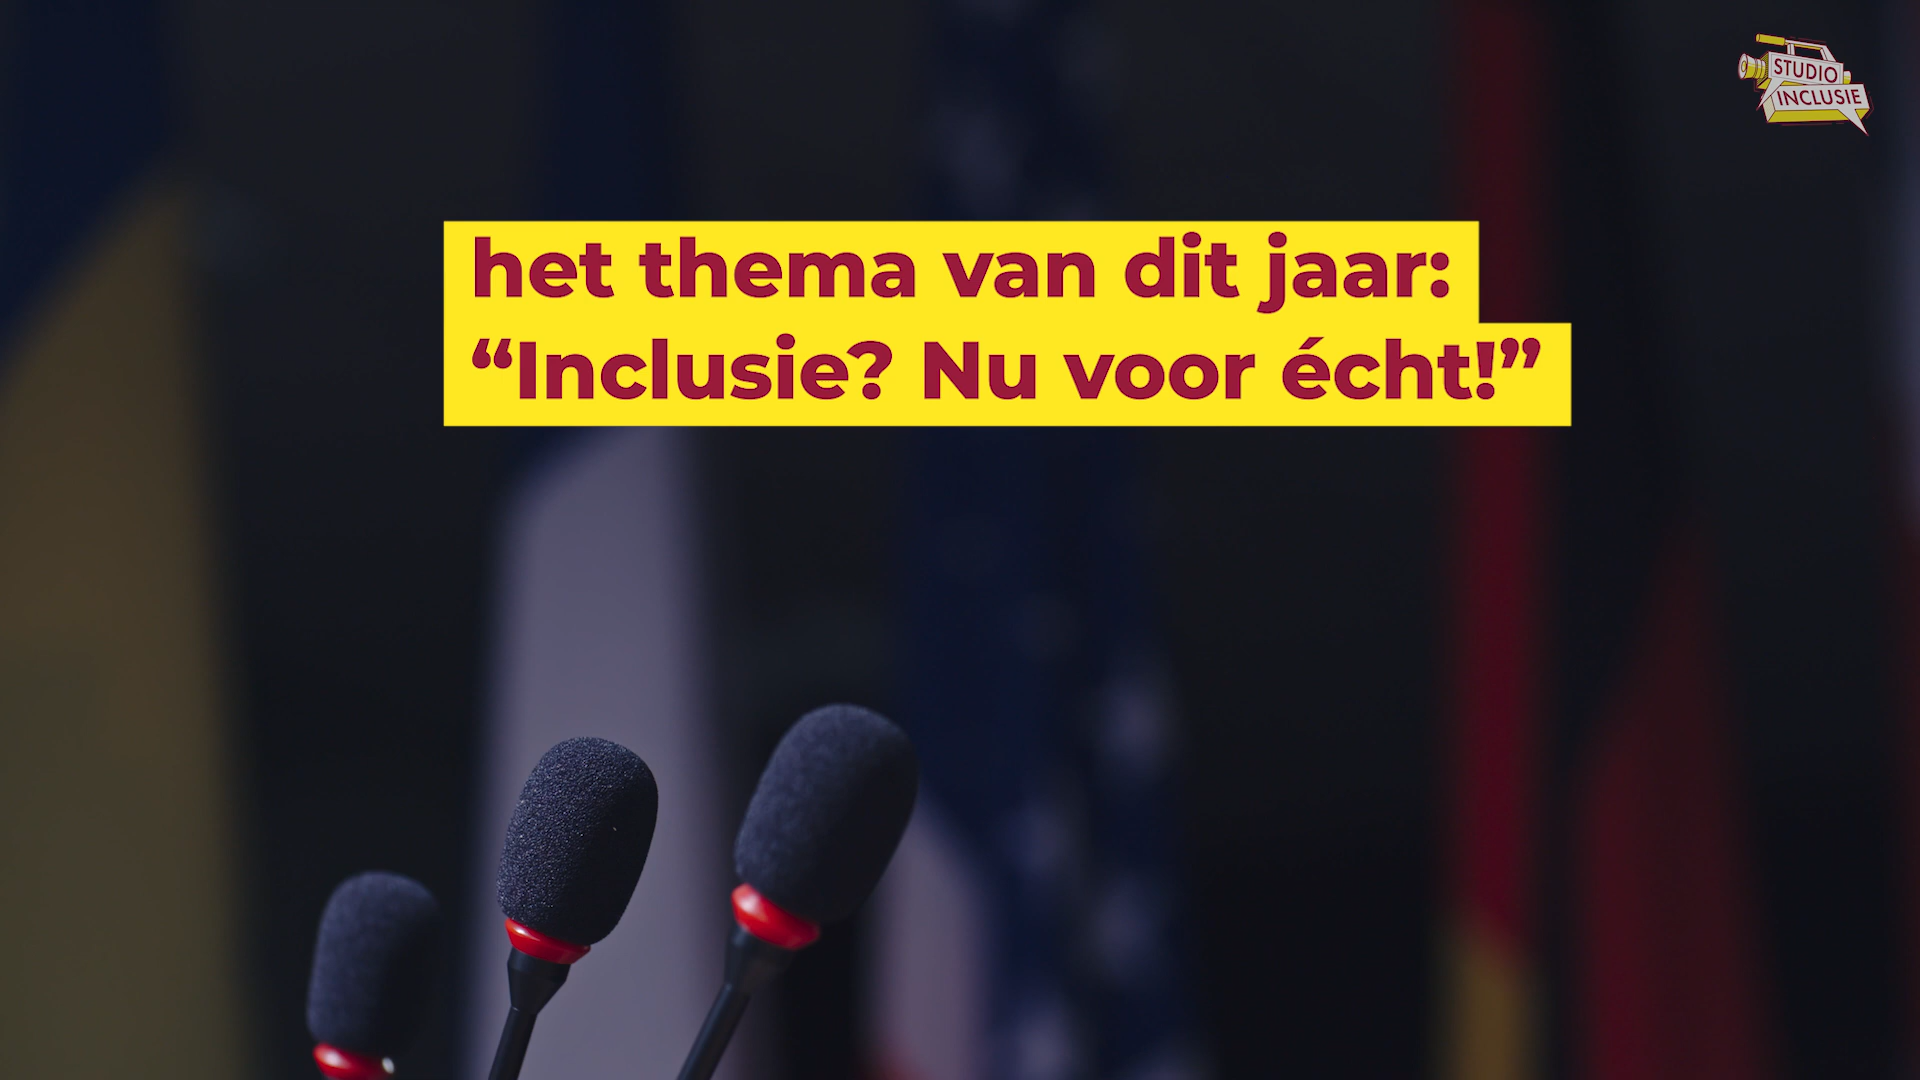 STUDIO
INCLUSIE
het thema van dit jaar:
“Inclusie? Nu voor écht!”